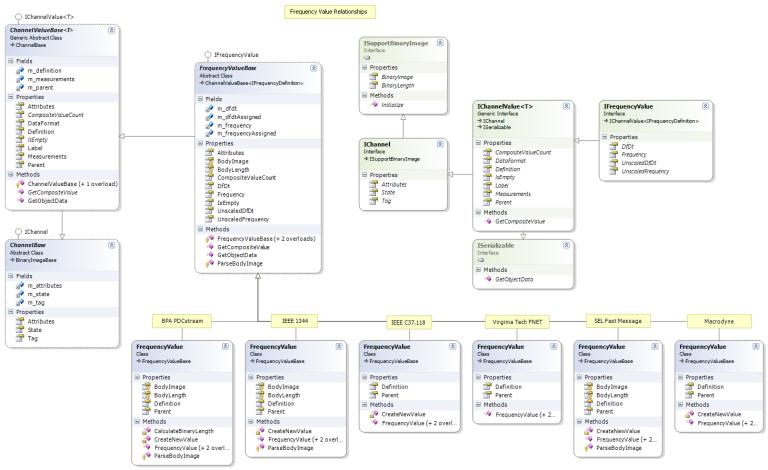 Frequency Value Relationships
IChannelValue<T>
ChannelValueBase<T>
Generic Abstract Class
ChannelBase
Fields
m_definition
m_measurements
m_parent
Properties
Attributes
CompositeValueCount
DataFormat
Definition
IsEmpty
Label
Measurements
Parent
Methods
ChannelValueBase (+ 1 overload)
GetCompositeValue
GetObjectData
IChannel
ChannelBase
Abstract Class
BinaryImageBase
Fields
m_attributes
m_state
m_tag
Properties
Attributes
State
Tag
IFrequencyValue
FrequencyValueBase
Abstract Class
ChannelValueBase<IFrequencyDefinition>
Fields
m_dfdt
m_dfdtAssigned
m_frequency
m_frequencyAssigned
Properties
Attributes
BodyImage
BodyLength
CompositeValueCount
DfDt
Frequency
IsEmpty
UnscaledDfDt
UnscaledFrequency
Methods
FrequencyValueBase (+ 2 overloads)
GetCompositeValue
GetObjectData
ParseBodyImage
ISupportBinaryImage
Interface
Properties
BinaryImage
BinaryLength
Methods
Initialize
IChannel
Interface
ISupportBinaryImage
Properties
Attributes
State
Tag
IChannelValue<T>
Generic Interface
IChannel
ISerializable
Properties
CompositeValueCount
DataFormat
Definition
IsEmpty
Label
Measurements
Parent
Methods
GetCompositeValue
ISerializable
Interface
Methods
GetObjectData
IFrequencyValue
Interface
IChannelValue<IFrequencyDefinition>
Properties
DfDt
Frequency
UnscaledDfDt
UnscaledFrequency
BPA PDCstream
FrequencyValue
Class
FrequencyValueBase
Properties
BodyImage
BodyLength
Definition
Parent
Methods
CalculateBinaryLength
CreateNewValue
FrequencyValue (+ 2 overl...
ParseBodyImage
IEEE 1344
FrequencyValue
Class
FrequencyValueBase
Properties
BodyImage
BodyLength
Definition
Parent
Methods
CreateNewValue
FrequencyValue (+ 2 overl...
ParseBodyImage
IEEE C37.118
FrequencyValue
Class
FrequencyValueBase
Properties
Definition
Parent
Methods
CreateNewValue
FrequencyValue (+ 2 overl...
Virginia Tech FNET
FrequencyValue
Class
FrequencyValueBase
Properties
Definition
Parent
Methods
FrequencyValue (+ 2...
SEL Fast Message
FrequencyValue
Class
FrequencyValueBase
Properties
BodyImage
BodyLength
Definition
Parent
Methods
CreateNewValue
FrequencyValue (+ 2...
ParseBodyImage
Macrodyne
FrequencyValue
Class
FrequencyValueBase
Properties
Definition
Parent
Methods
CreateNewValue
FrequencyValue (+ 2...